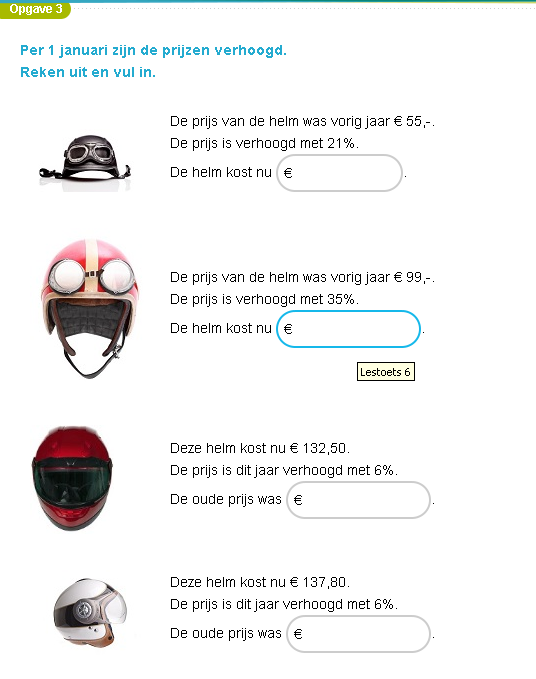 Opgave 3
Per 1 januari zijn de prijzen verhoogd.
Reken uit en vul in.
De prijs van de helm was vorig jaar € 55,-.
De prijs is verhoogd met 21%.
De helm kost nu € .
De prijs van de helm was vorig jaar € 99,-.
De prijs is verhoogd met 35%.
De helm kost nu € .
Lestoets 6
Deze helm kost nu € 132,50.
De prijs is dit jaar verhoogd met 6%.
De oude prijs was € .
Deze helm kost nu € 137,80.
De prijs is dit jaar verhoogd met 6%.
De oude prijs was € .